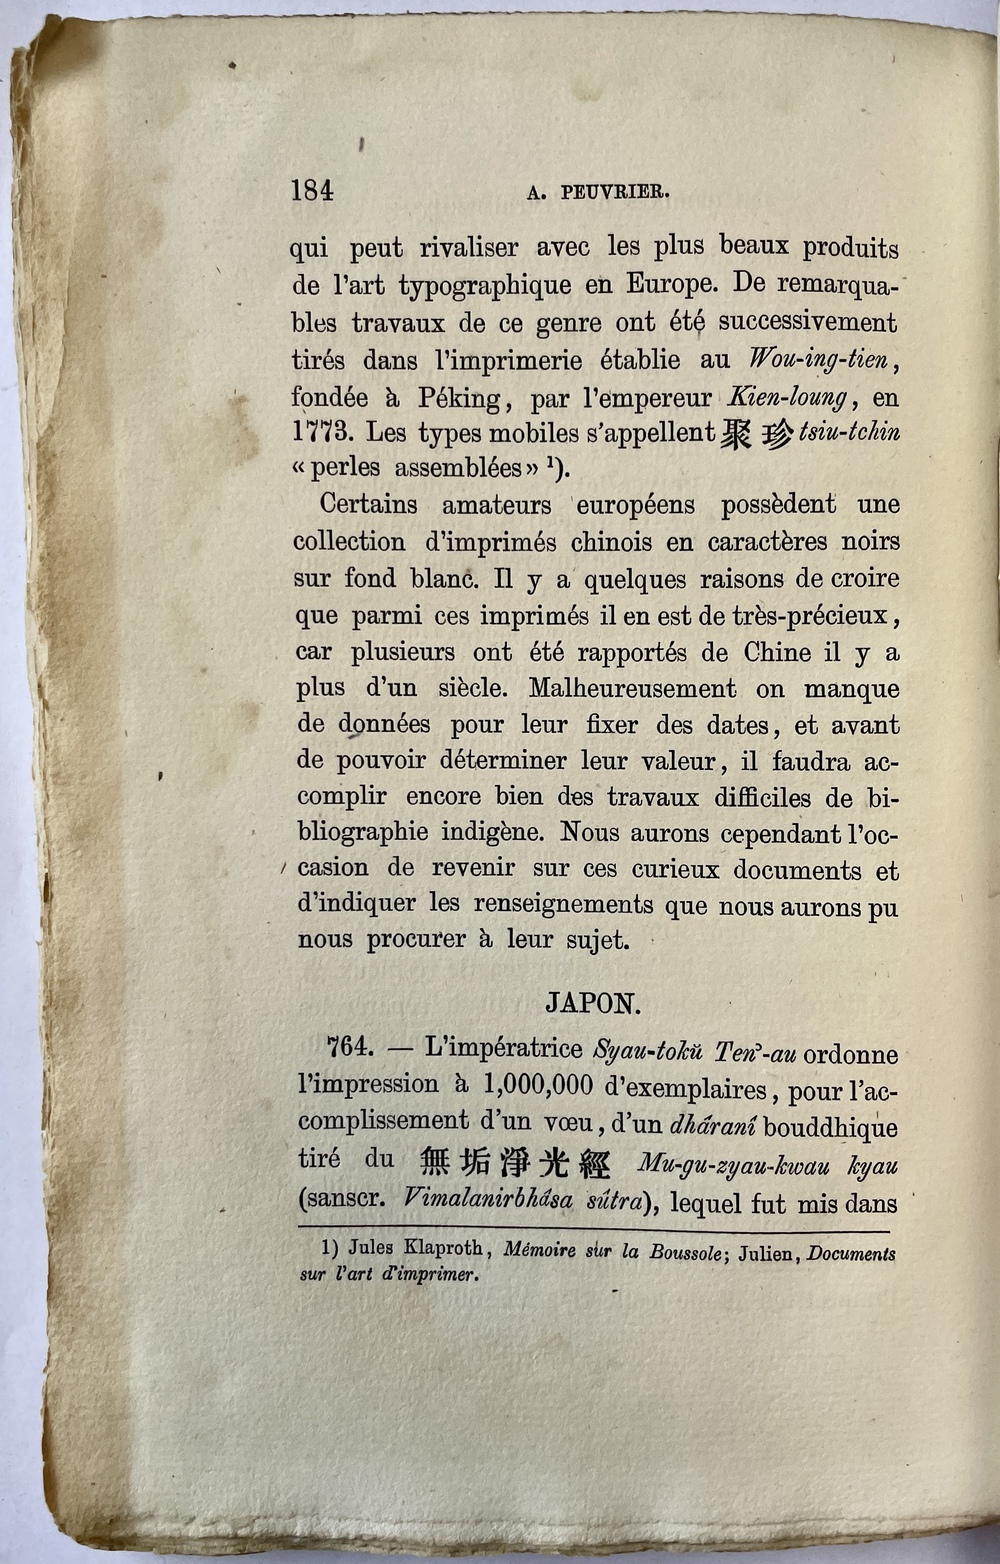 184 A. PEUVRIER.
qui peut rivaliser avec les plus beaux produits
de l'art typographique en Europe. De remarqua-
bles travaux de ce genre ont été successivement
tirés dans l'imprimerie établie au Wou-ing-tien,
fondée à Péking, par l'empereur Kien-loung, en
1773. Les types mobiles s'appellent 聚珍 tsiu-tchin
« perles assemblées » ¹).
Certains amateurs européens possèdent une
collection d'imprimés chinois en caractères noirs
sur fond blanc. Il y a quelques raisons de croire
que parmi ces imprimés il en est de très-précieux,
car plusieurs ont été rapportés de Chine il y a
plus d'un siècle. Malheureusement on manque
de données pour leur fixer des dates, et avant
de pouvoir déterminer leur valeur, il faudra ac-
complir encore bien des travaux difficiles de bi-
bliographie indigène. Nous aurons cependant l'oc-
casion de revenir sur ces curieux documents et
d'indiquer les renseignements que nous aurons pu
nous procurer à leur sujet.
JAPON.
764. — L'impératrice Syau-tokŭ Ten̄-au ordonne
l'impression à 1,000,000 d'exemplaires, pour l'ac-
complissement d'un vœu, d'un dháranî bouddhique
tiré du 無垢淨光經 Mu-gu-zyau-kwau kyau
(sanscr. Vimalanirbhása sútra), lequel fut mis dans
1) Jules Klaproth, Mémoire sur la Boussole; Julien, Documents
sur l'art d'imprimer.